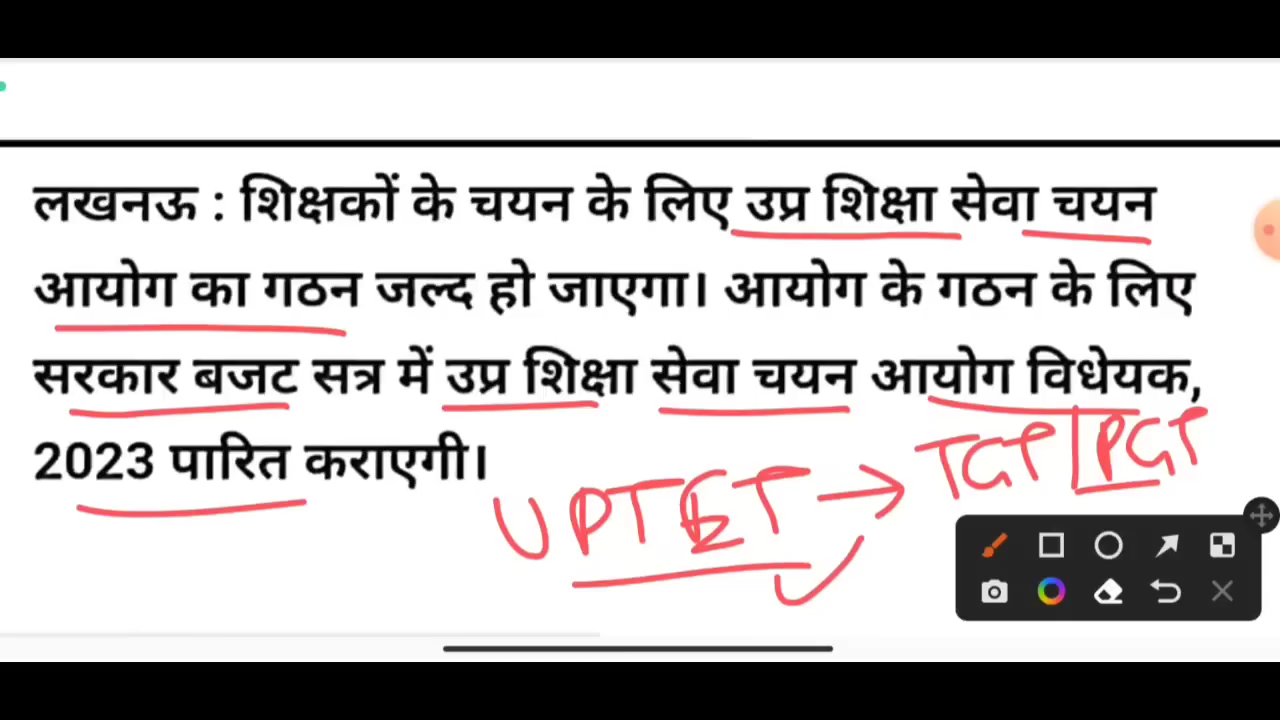 लखनऊ : शिक्षकों के चयन के लिए उप्र शिक्षा सेवा चयन
आयोग का गठन जल्द हो जाएगा। आयोग के गठन के लिए
सरकार बजट सत्र में उप्र शिक्षा सेवा चयन आयोग विधेयक,
2023 पारित कराएगी।
UPTET → TGT | PGT